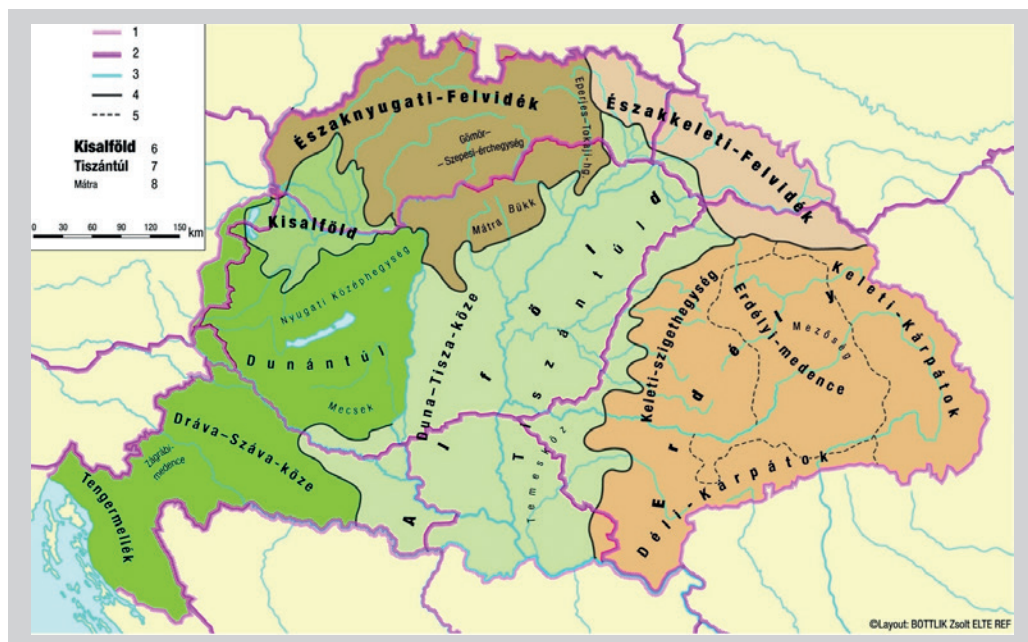 1
2
3
4
5
Kisalföld 6
Tiszántúl 7
Mátra 8
0 30 60 90 120 150 km
Északnyugati-Felvidék
Gömör–
–Szepesi-érchegység
Eperjes–Tokaji-hg.
Északkeleti-Felvidék
Kisalföld
Mátra
Bükk
Nyugati Középhegység
Dunántúl
Mecsek
Duna–Tisza-köze
Alföld
Tiszántúl
Temesköz
Keleti-szigethegység
Erdély
Erdélyi-medence
Mezőség
Keleti-Kárpátok
Déli-Kárpátok
Dráva–Száva-köze
zágrábi-
medence
Tengermellék
©Layout: BOTTLIK Zsolt ELTE REF